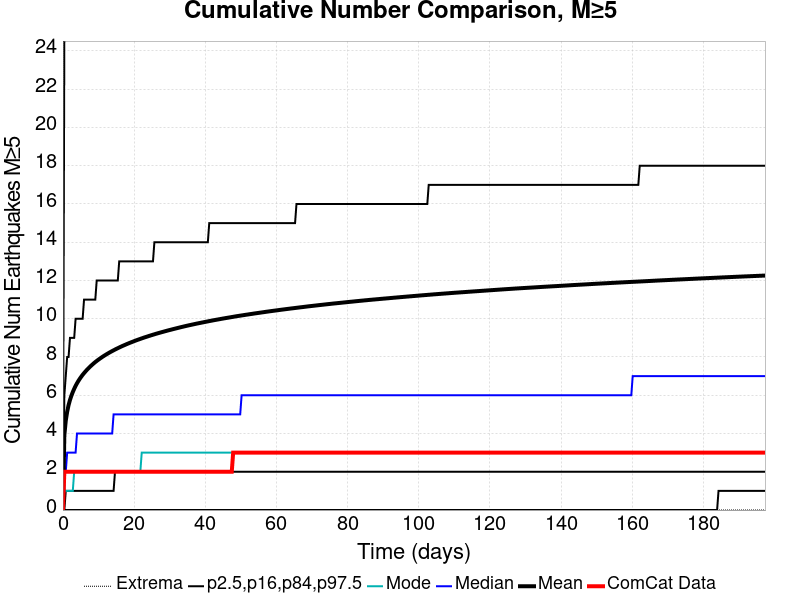 Cumulative Number Comparison, M≥5
Cumulative Num Earthquakes M≥5
24
22
20
18
16
14
12
10
8
6
4
2
0
0 20 40 60 80 100 120 140 160 180
Time (days)
Extrema p2.5,p16,p84,p97.5 Mode Median Mean ComCat Data